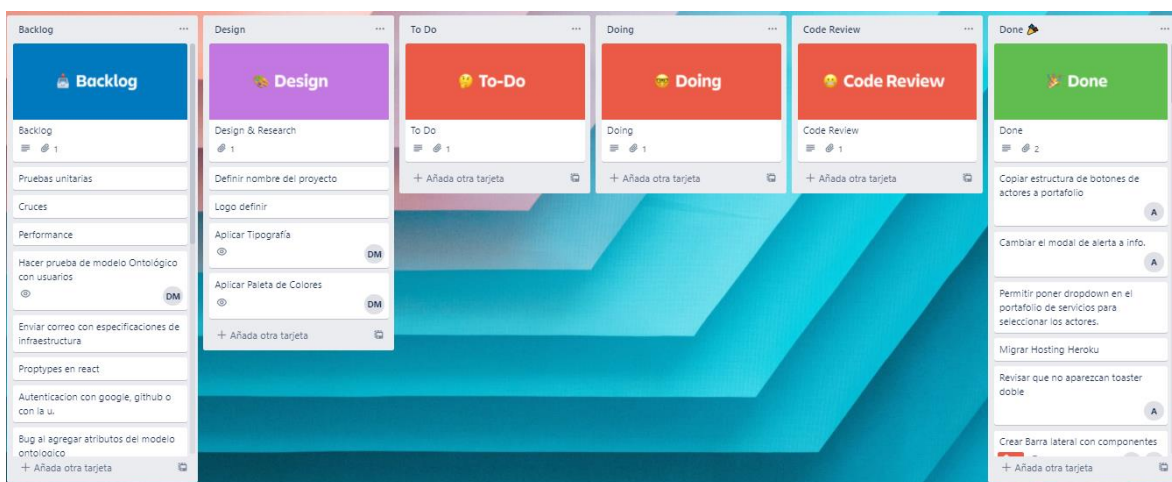 Backlog
Backlog
Backlog
1
Pruebas unitarias
Cruces
Performance
Hacer prueba de modelo Ontológico
con usuarios
DM
Enviar correo con especificaciones de
infraestructura
Proptypes en react
Autenticacion con google, github o
con la u.
Bug al agregar atributos del modelo
ontologico
+ Añada otra tarjeta
Design
Design
Design & Research
1
Definir nombre del proyecto
Logo definir
Aplicar Tipografía
DM
Aplicar Paleta de Colores
DM
+ Añada otra tarjeta
To Do
To-Do
To Do
1
+ Añada otra tarjeta
Doing
Doing
Doing
1
+ Añada otra tarjeta
Code Review
Code Review
Code Review
1
+ Añada otra tarjeta
Done
Done
Done
2
Copiar estructura de botones de
actores a portafolio
A
Cambiar el modal de alerta a info.
A
Permitir poner dropdown en el
portafolio de servicios para
seleccionar los actores.
Migrar Hosting Heroku
Revisar que no aparezcan toaster
doble
A
Crear Barra lateral con componentes
+ Añada otra tarjeta